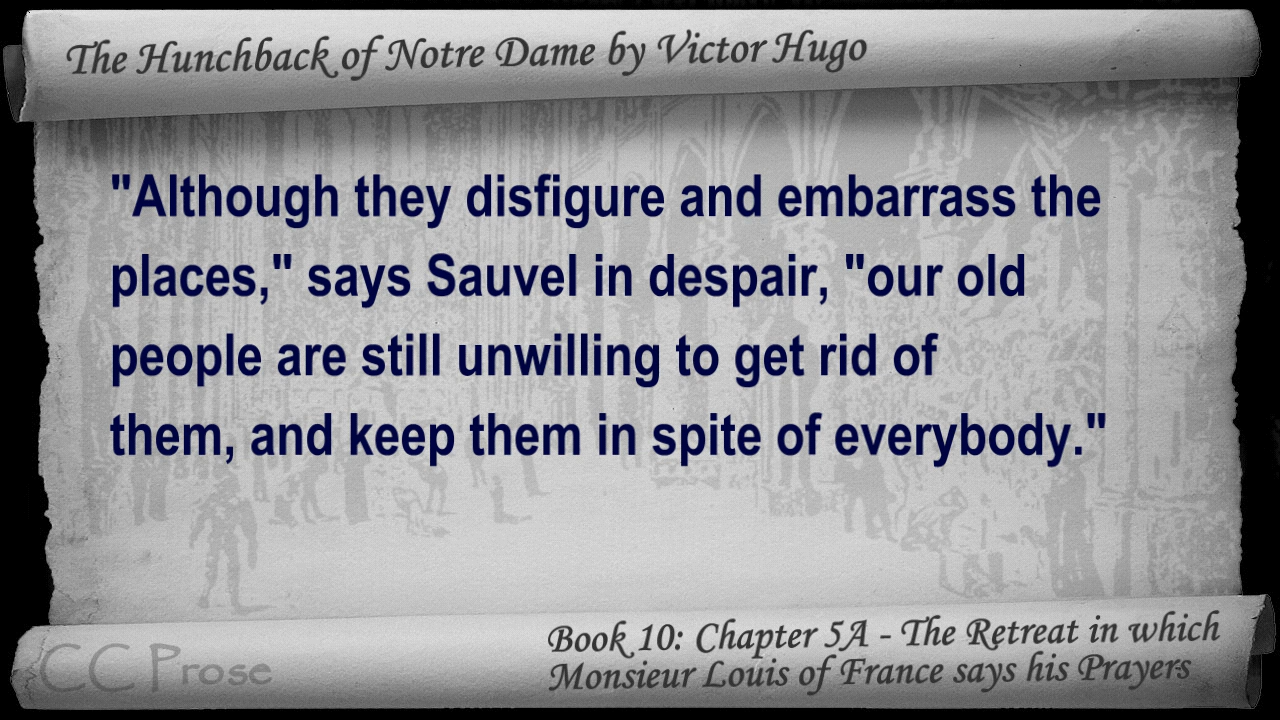 The Hunchback of Notre Dame by Victor Hugo
"Although they disfigure and embarrass the
places," says Sauvel in despair, "our old
people are still unwilling to get rid of
them, and keep them in spite of everybody."
Book 10: Chapter 5A - The Retreat in which
Monsieur Louis of France says his Prayers
CC Prose